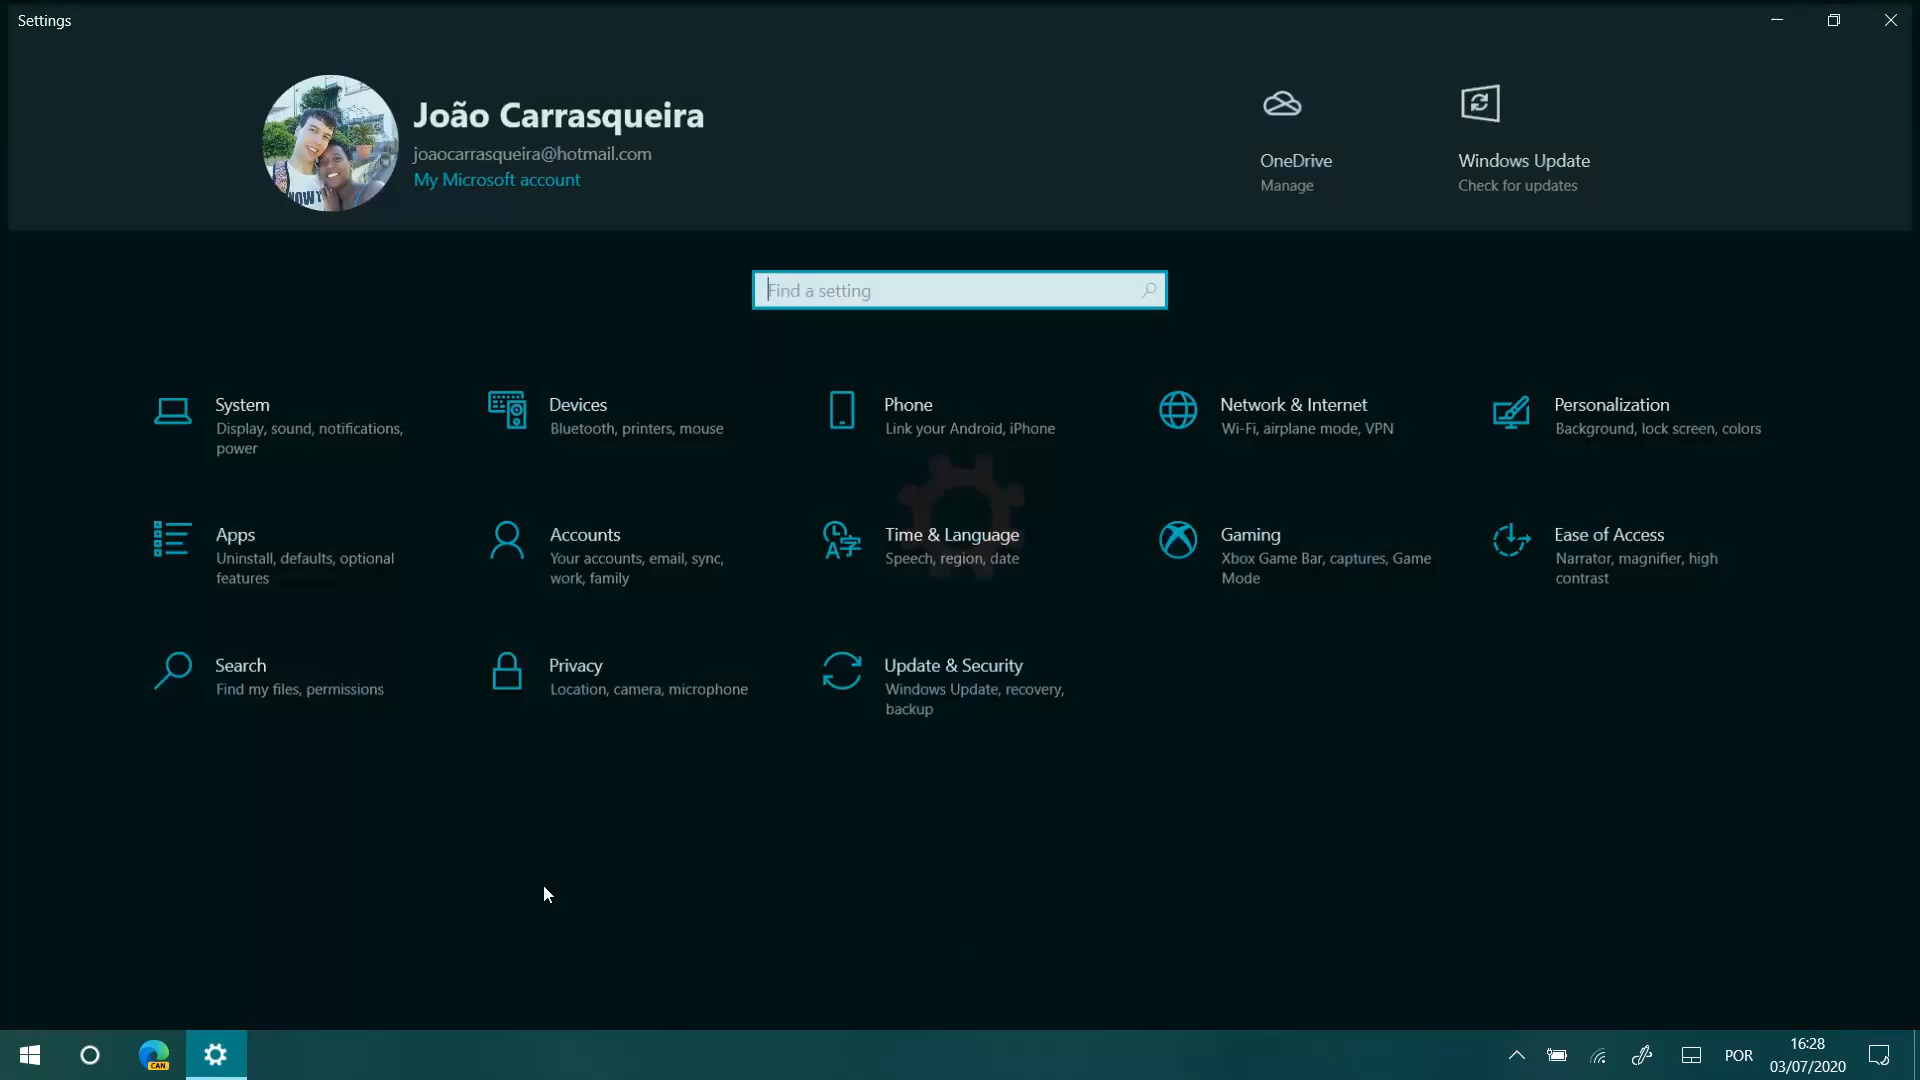 Settings
João Carrasqueira
joaocarrasqueira@hotmail.com
My Microsoft account
OneDrive
Manage
Windows Update
Check for updates
Find a setting
System
Display, sound, notifications,
power
Devices
Bluetooth, printers, mouse
Phone
Link your Android, iPhone
Network & Internet
Wi-Fi, airplane mode, VPN
Personalization
Background, lock screen, colors
Apps
Uninstall, defaults, optional
features
Accounts
Your accounts, email, sync,
work, family
Time & Language
Speech, region, date
Gaming
Xbox Game Bar, captures, Game
Mode
Ease of Access
Narrator, magnifier, high
contrast
Search
Find my files, permissions
Privacy
Location, camera, microphone
Update & Security
Windows Update, recovery,
backup
CAN
POR
16:28
03/07/2020